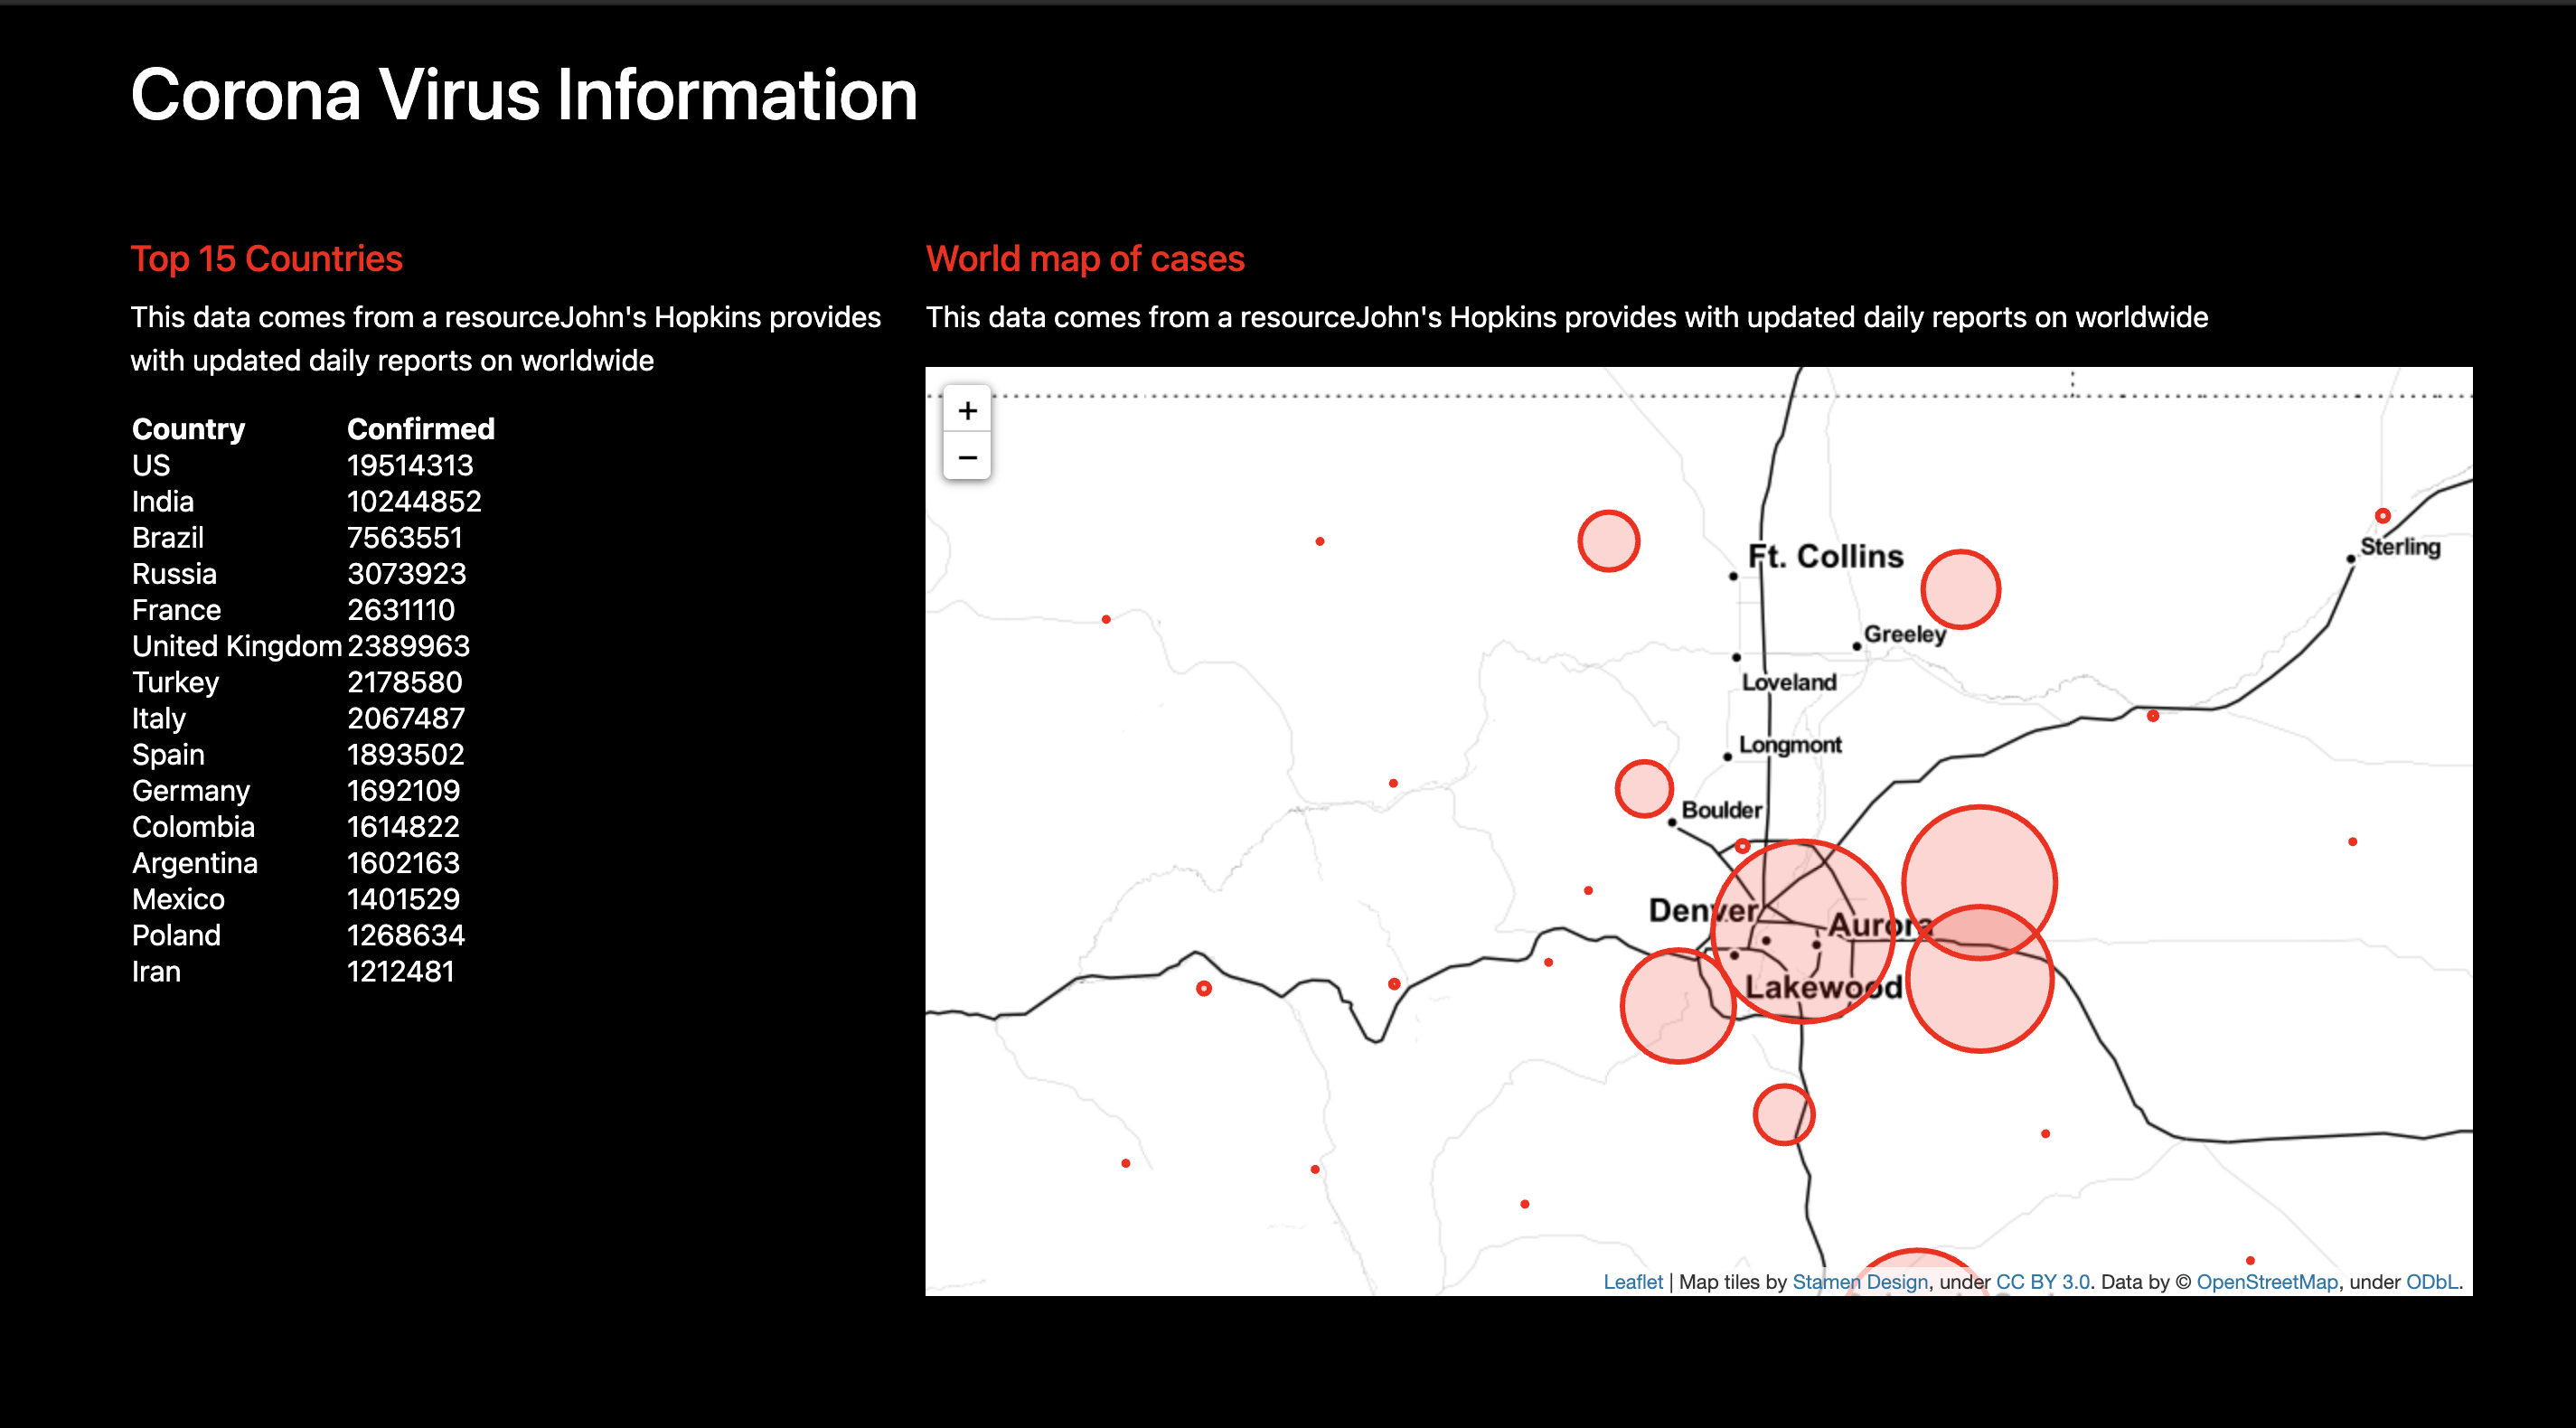 Corona Virus Information
Top 15 Countries
This data comes from a resourceJohn's Hopkins provides
with updated daily reports on worldwide
Country Confirmed
US 19514313
India 10244852
Brazil 7563551
Russia 3073923
France 2631110
United Kingdom 2389963
Turkey 2178580
Italy 2067487
Spain 1893502
Germany 1692109
Colombia 1614822
Argentina 1602163
Mexico 1401529
Poland 1268634
Iran 1212481
World map of cases
This data comes from a resourceJohn's Hopkins provides with updated daily reports on worldwide
+
−
Ft. Collins
Sterling
Greeley
Loveland
Longmont
Boulder
Denver
Aurora
Lakewood
Leaflet | Map tiles by Stamen Design, under CC BY 3.0. Data by © OpenStreetMap, under ODbL.